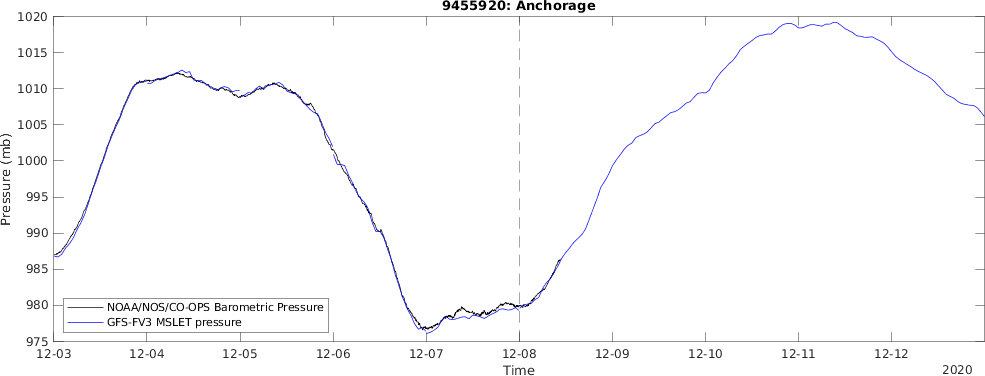 9455920: Anchorage
1020
1015
1010
1005
1000
995
990
985
980
975
Pressure (mb)
NOAA/NOS/CO-OPS Barometric Pressure
GFS-FV3 MSLET pressure
12-03 12-04 12-05 12-06 12-07 12-08 12-09 12-10 12-11 12-12
Time
2020